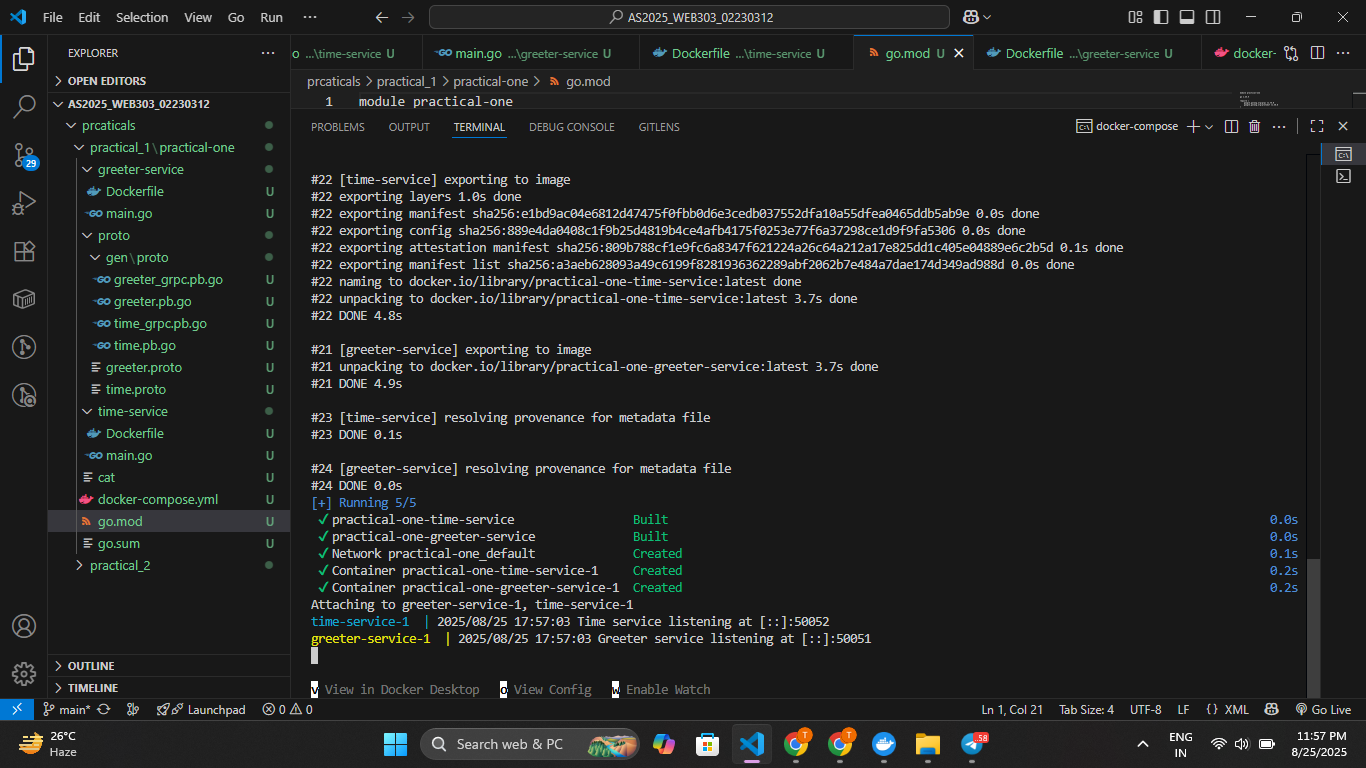 File Edit Selection View Go Run ··· AS2025_WEB303_02230312
EXPLORER
OPEN EDITORS
AS2025_WEB303_02230312
prcaticals
practical_1\practical-one
greeter-service
Dockerfile U
main.go U
proto
gen\proto
greeter_grpc.pb.go U
greeter.pb.go U
time_grpc.pb.go U
time.pb.go U
greeter.proto U
time.proto U
time-service
Dockerfile U
main.go U
cat U
docker-compose.yml U
go.mod U
go.sum U
practical_2
OUTLINE
TIMELINE
29
o ...\time-service U main.go ...\greeter-service U Dockerfile ...\time-service U go.mod U Dockerfile ...\greeter-service U docker-
prcaticals > practical_1 > practical-one > go.mod
1 module practical-one
PROBLEMS OUTPUT TERMINAL DEBUG CONSOLE GITLENS docker-compose
#22 [time-service] exporting to image
#22 exporting layers 1.0s done
#22 exporting manifest sha256:e1bd9ac04e6812d47475f0fbb0d6e3cedb037552dfa10a55dfea0465ddb5ab9e 0.0s done
#22 exporting config sha256:889e4da0408c1f9b25d4819b4ce4afb4175f0253e77f6a37298ce1d9f9fa5306 0.0s done
#22 exporting attestation manifest sha256:809b788cf1e9fc6a8347f621224a26c64a212a17e825dd1c405e04889e6c2b5d 0.1s done
#22 exporting manifest list sha256:a3aeb628093a49c6199f8281936362289abf2062b7e484a7dae174d349ad988d 0.0s done
#22 naming to docker.io/library/practical-one-time-service:latest done
#22 unpacking to docker.io/library/practical-one-time-service:latest 3.7s done
#22 DONE 4.8s
#21 [greeter-service] exporting to image
#21 unpacking to docker.io/library/practical-one-greeter-service:latest 3.7s done
#21 DONE 4.9s
#23 [time-service] resolving provenance for metadata file
#23 DONE 0.1s
#24 [greeter-service] resolving provenance for metadata file
#24 DONE 0.0s
[+] Running 5/5
✓ practical-one-time-service Built 0.0s
✓ practical-one-greeter-service Built 0.0s
✓ Network practical-one_default Created 0.1s
✓ Container practical-one-time-service-1 Created 0.2s
✓ Container practical-one-greeter-service-1 Created 0.2s
Attaching to greeter-service-1, time-service-1
time-service-1 | 2025/08/25 17:57:03 Time service listening at [::]:50052
greeter-service-1 | 2025/08/25 17:57:03 Greeter service listening at [::]:50051
v View in Docker Desktop o View Config w Enable Watch
main* Launchpad 0 0 Ln 1, Col 21 Tab Size: 4 UTF-8 LF {} XML Go Live
26°C
Haze
Search web & PC
T
T
58
ENG
IN
11:57 PM
8/25/2025